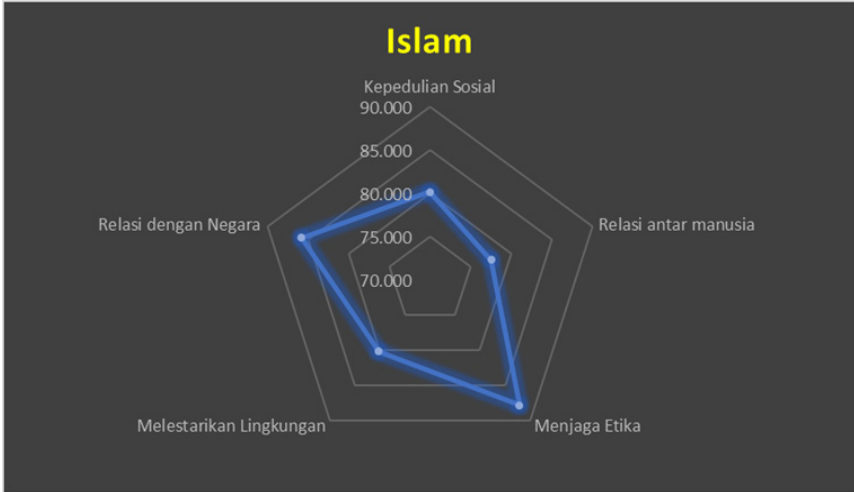 Islam
Kepedulian Sosial
90.000
85.000
80.000
75.000
70.000
Relasi antar manusia
Menjaga Etika
Melestarikan Lingkungan
Relasi dengan Negara